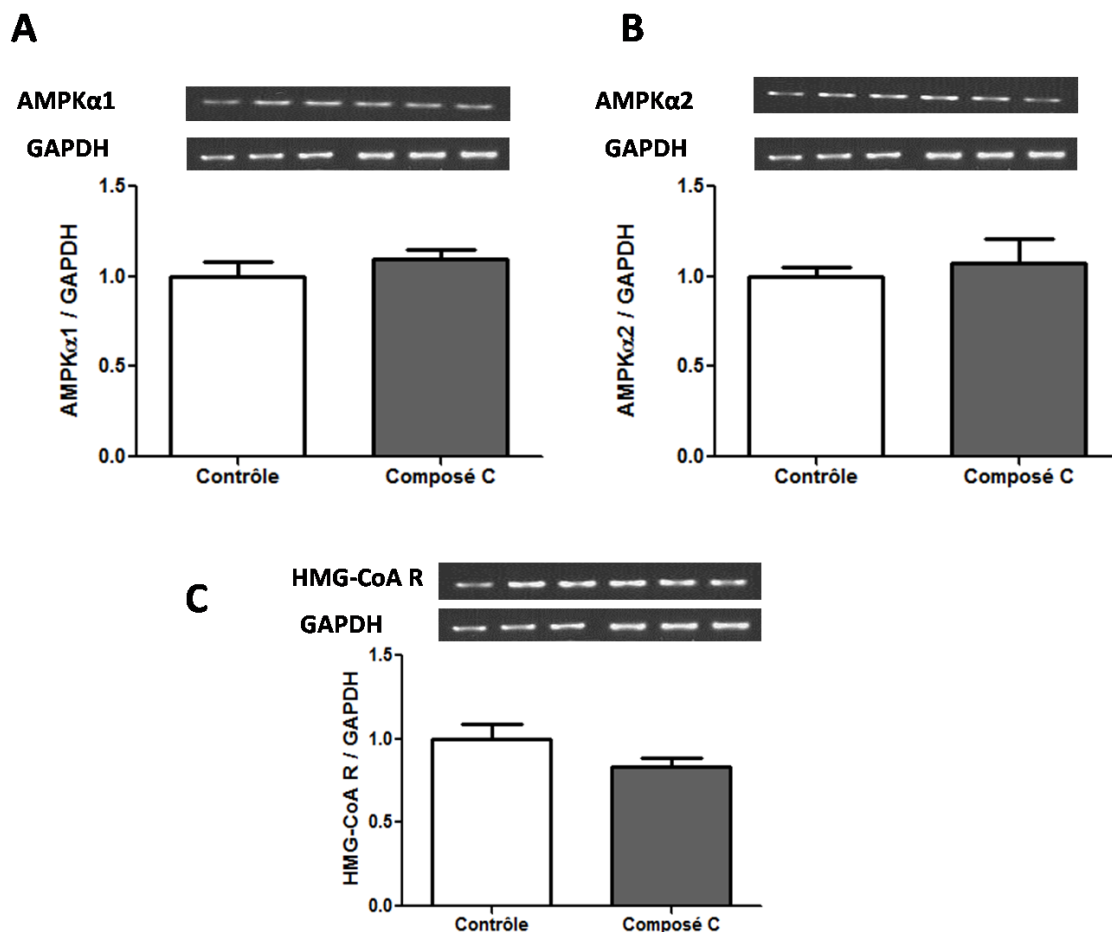 A
AMPKα1
GAPDH
AMPKα1 / GAPDH
1.5
1.0
0.5
0.0
Contrôle
Composé C
B
AMPKα2
GAPDH
AMPKα2 / GAPDH
1.5
1.0
0.5
0.0
Contrôle
Composé C
C
HMG-CoA R
GAPDH
HMG-CoA R / GAPDH
1.5
1.0
0.5
0.0
Contrôle
Composé C